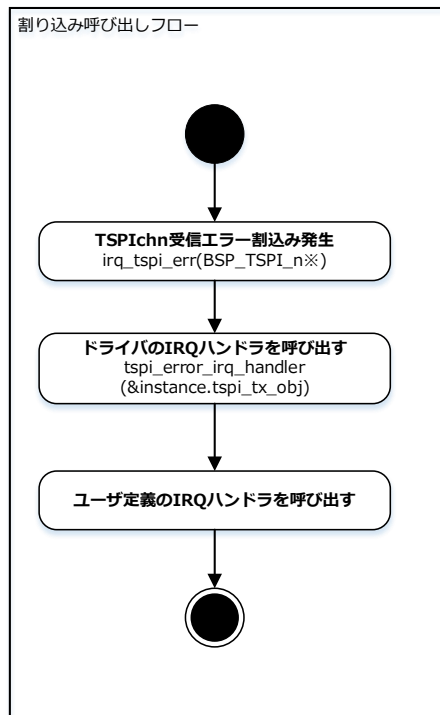 割り込み呼び出しフロー
TSPIchn受信エラー割込み発生
irq_tspi_err(BSP_TSPI_n※)
ドライバのIRQハンドラを呼び出す
tspi_error_irq_handler
(&instance.tspi_tx_obj)
ユーザ定義のIRQハンドラを呼び出す